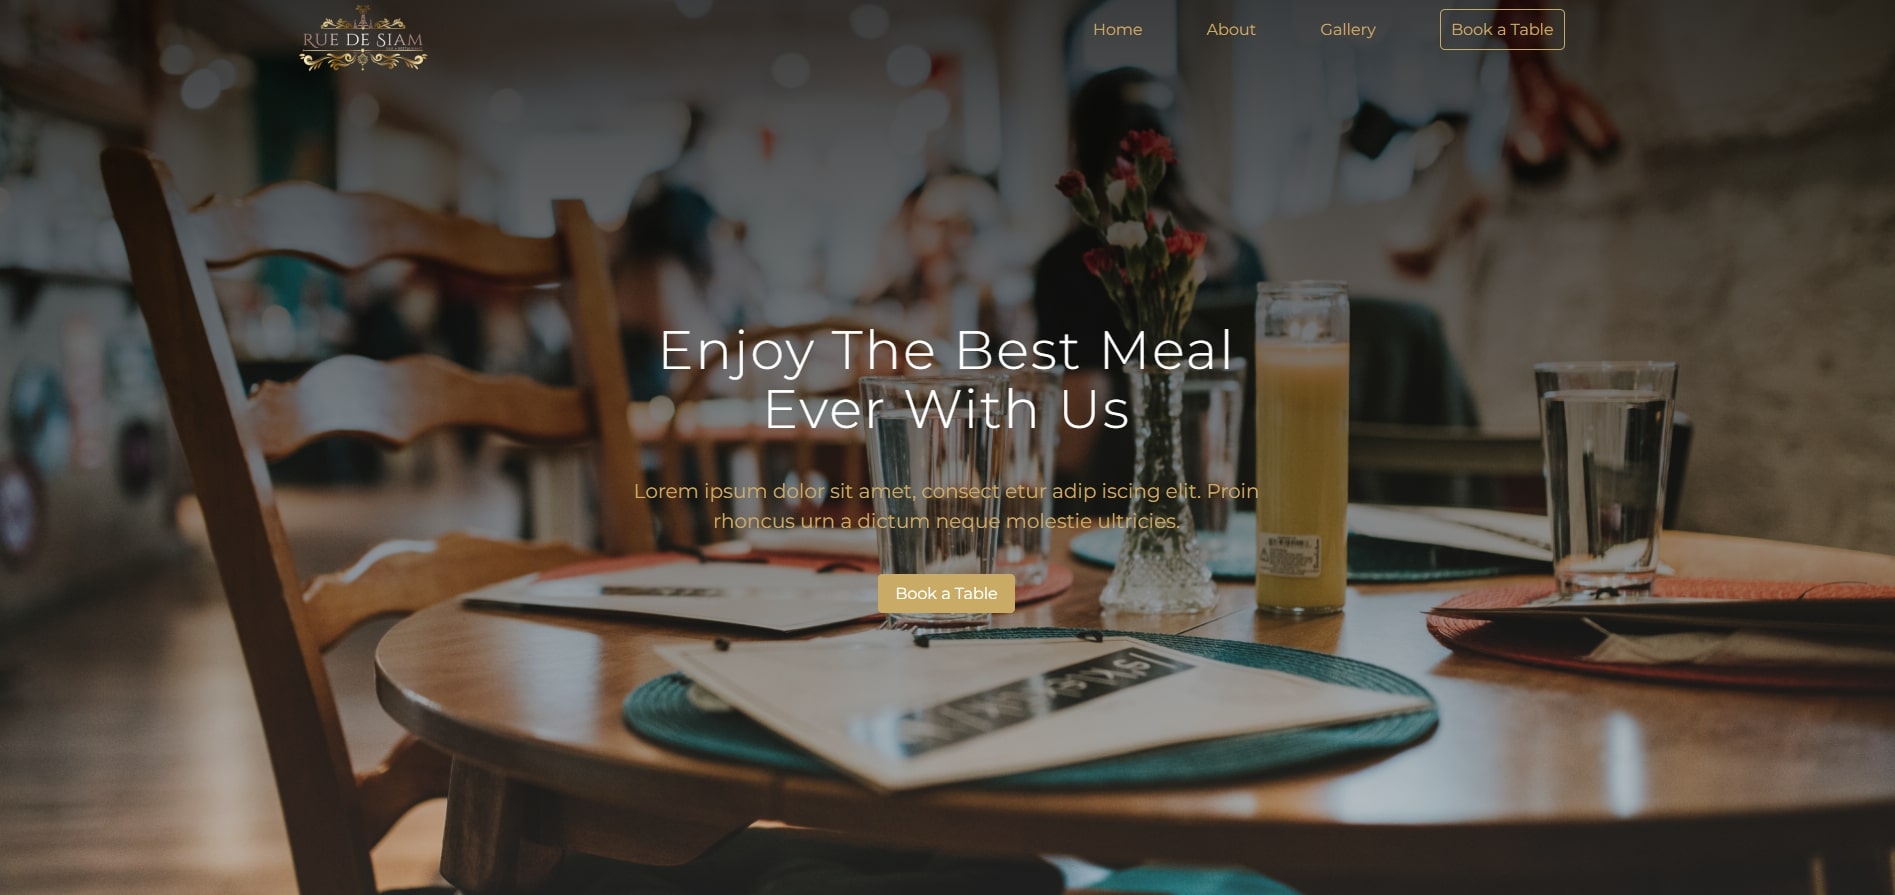 RUE DE SIAM
Home
About
Gallery
Book a Table
Enjoy The Best Meal
Ever With Us
Lorem ipsum dolor sit amet, consect etur adip iscing elit. Proin
rhoncus urn a dictum neque molestie ultricies.
Book a Table